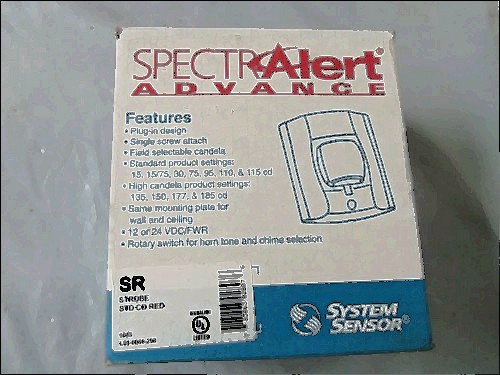 SPECTRAlert®
ADVANCE
Features
• Plug-in design
• Single screw attach
• Field selectable candela
• Standard product settings:
15, 15/75, 30, 75, 95, 110, & 115 cd
• High candela product settings:
135, 150, 177, & 185 cd
• Same mounting plate for
wall and ceiling
• 12 or 24 VDC/FWR
• Rotary switch for horn tone and chime selection
SR
STROBE
STD CD RED
UL
LISTED
SYSTEM
SENSOR®